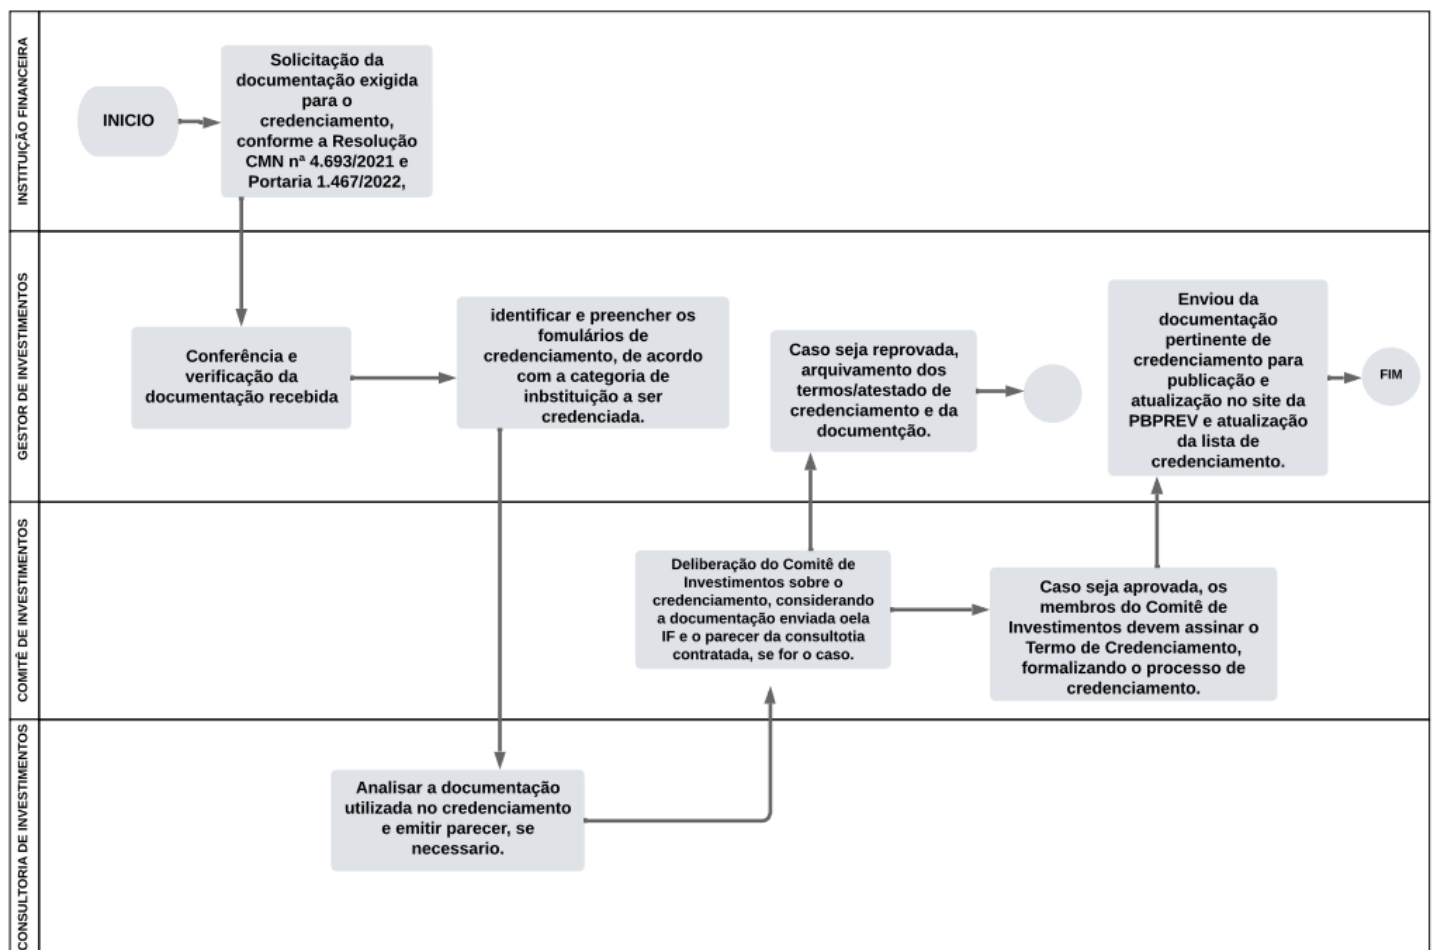 INSTITUIÇÃO FINANCEIRA
INICIO
Solicitação da
documentação exigida
para o
credenciamento,
conforme a Resolução
CMN nª 4.693/2021 e
Portaria 1.467/2022,
GESTOR DE INVESTIMENTOS
Conferência e
verificação da
documentação recebida
identificar e preencher os
fomulários de
credenciamento, de acordo
com a categoria de
inbstituição a ser
credenciada.
Caso seja reprovada,
arquivamento dos
termos/atestado de
credenciamento e da
documentção.
Enviou da
documentação
pertinente de
credenciamento para
publicação e
atualização no site da
PBPREV e atualização
da lista de
credenciamento.
FIM
COMITÊ DE INVESTIMENTOS
Deliberação do Comitê de
Investimentos sobre o
credenciamento, considerando
a documentação enviada oela
IF e o parecer da consultotia
contratada, se for o caso.
Caso seja aprovada, os
membros do Comitê de
Investimentos devem assinar o
Termo de Credenciamento,
formalizando o processo de
credenciamento.
CONSULTORIA DE INVESTIMENTOS
Analisar a documentação
utilizada no credenciamento
e emitir parecer, se
necessario.